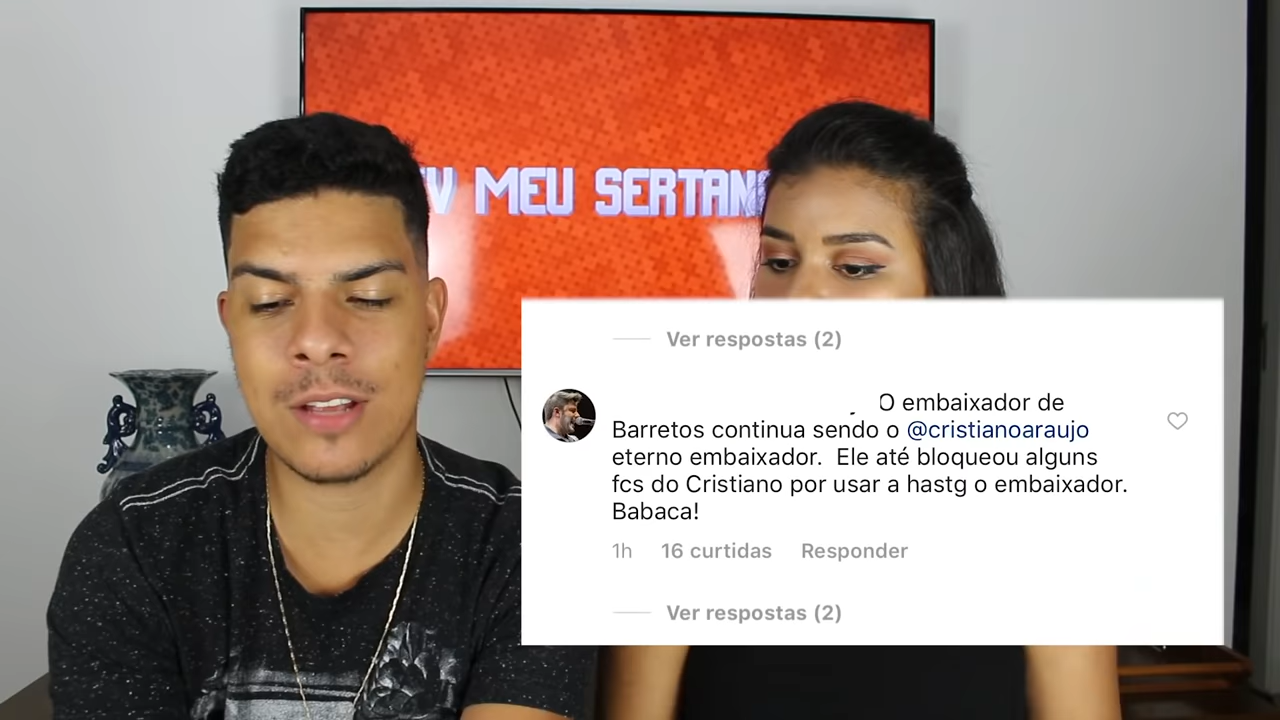 V MEU SERTAN
Ver respostas (2)
O embaixador de
Barretos continua sendo o @cristianoaraujo
eterno embaixador. Ele até bloqueou alguns
fcs do Cristiano por usar a hastg o embaixador.
Babaca!
1h 16 curtidas Responder
Ver respostas (2)